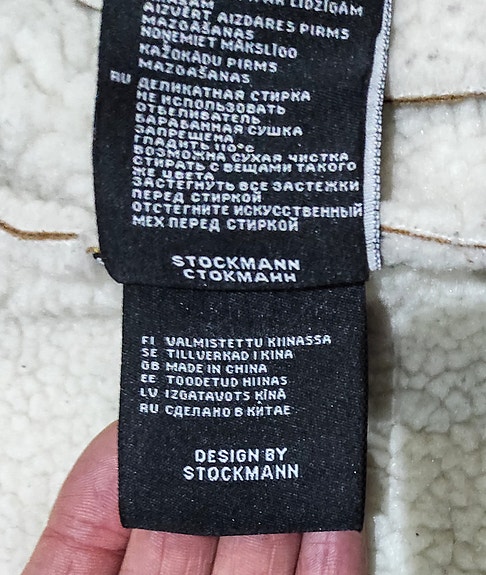 LĪDZĪGĀM
AIZVĒRT AIZDARES PIRMS
MAZGĀŠANAS
NOŅEMIET MĀKSLĪGO
KAŽOKĀDU PIRMS
MAZGĀŠANAS
RU ДЕЛИКАТНАЯ СТИРКА
НЕ ИСПОЛЬЗОВАТЬ
ОТБЕЛИВАТЕЛЬ
БАРАБАННАЯ СУШКА
ЗАПРЕЩЕНА
ГЛАДИТЬ 110°C
ВОЗМОЖНА СУХАЯ ЧИСТКА
СТИРАТЬ С ВЕЩАМИ ТАКОГО
ЖЕ ЦВЕТА
ЗАСТЕГНУТЬ ВСЕ ЗАСТЕЖКИ
ПЕРЕД СТИРКОЙ
ОТСТЕГНИТЕ ИСКУССТВЕННЫЙ
МЕХ ПЕРЕД СТИРКОЙ
STOCKMANN
СТОКМАНН
FI VALMISTETTU KIINASSA
SE TILLVERKAD I KINA
GB MADE IN CHINA
EE TOODETUD HIINAS
LV IZGATAVOTS ĶĪNĀ
RU СДЕЛАНО В КИТАЕ
DESIGN BY
STOCKMANN